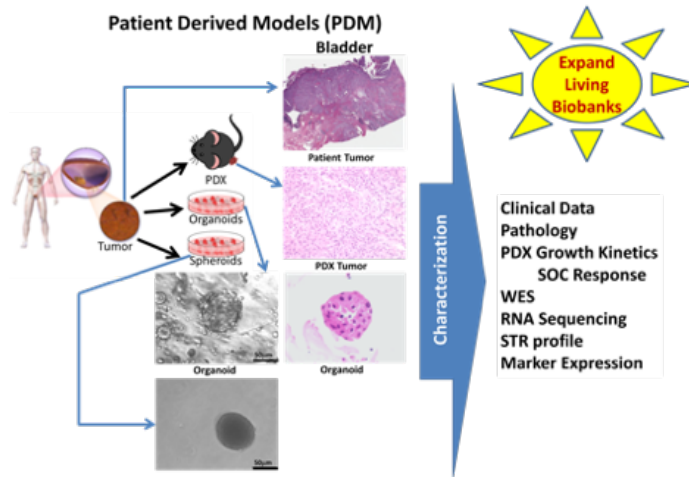 Patient Derived Models (PDM)
Bladder
Patient Tumor
PDX
Organoids
Tumor
Spheroids
PDX Tumor
50µm
Organoid
Organoid
50µm
Characterization
Expand
Living
Biobanks
Clinical Data
Pathology
PDX Growth Kinetics
SOC Response
WES
RNA Sequencing
STR profile
Marker Expression